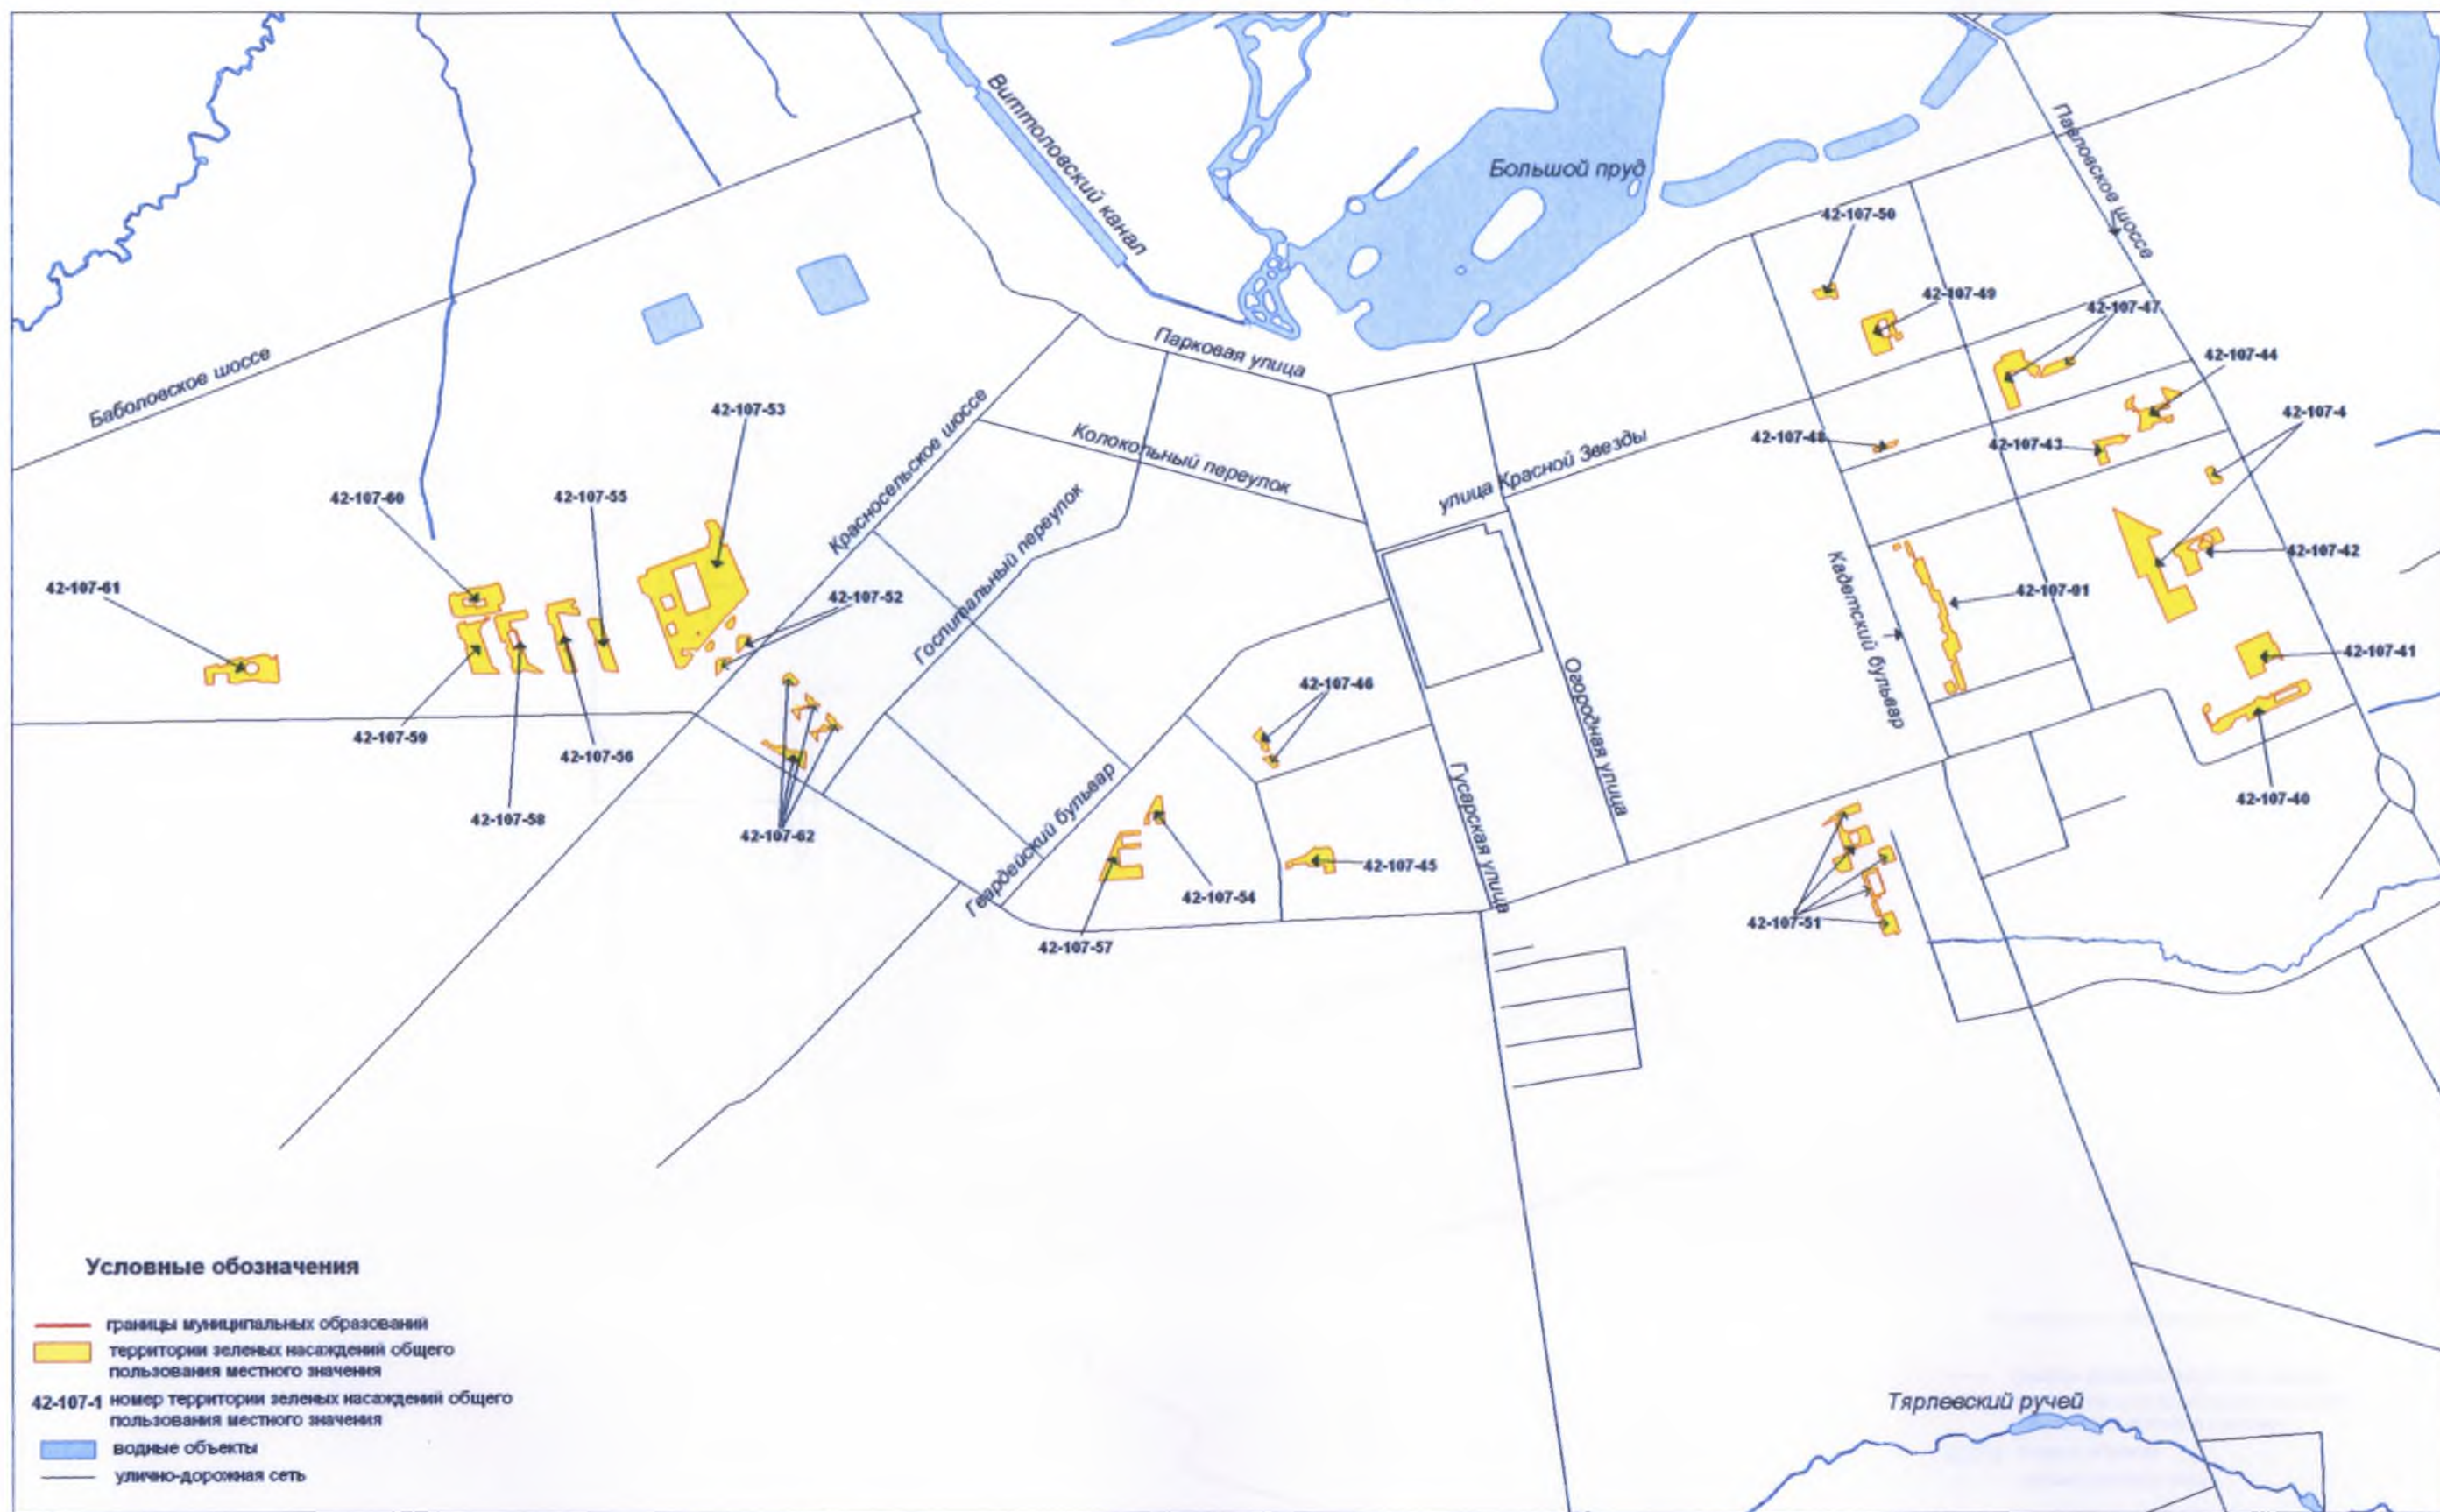 Виттоловский канал
Большой пруд
Павловское шоссе
42-107-50
42-107-49
42-107-47
Парковая улица
42-107-44
Баболовское шоссе
42-107-53
42-107-4
Красносельское шоссе
Колокольный переулок
42-107-48
42-107-43
улица Красной Звезды
42-107-60
42-107-55
Госпитальный переулок
42-107-42
42-107-61
42-107-52
42-107-91
Кадетский бульвар
42-107-41
42-107-46
Огородная улица
42-107-59
42-107-56
42-107-58
42-107-62
Гвардейский бульвар
Гусарская улица
42-107-40
42-107-45
42-107-54
42-107-51
42-107-57
Условные обозначения
границы муниципальных образований
территории зеленых насаждений общего
пользования местного значения
42-107-1 номер территории зеленых насаждений общего
пользования местного значения
водные объекты
улично-дорожная сеть
Тярлевский ручей